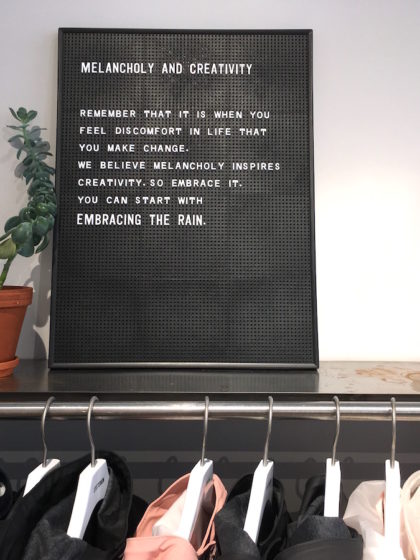 MELANCHOLY AND CREATIVITY
REMEMBER THAT IT IS WHEN YOU
FEEL DISCOMFORT IN LIFE THAT
YOU MAKE CHANGE.
WE BELIEVE MELANCHOLY INSPIRES
CREATIVITY. SO EMBRACE IT.
YOU CAN START WITH
EMBRACING THE RAIN.